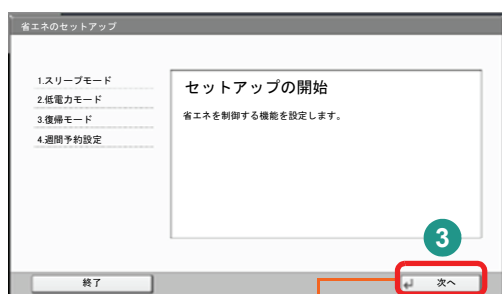 省エネのセットアップ
1.スリープモード
2.低電力モード
3.復帰モード
4.週間予約設定
セットアップの開始
省エネを制御する機能を設定します。
3
終了
次へ